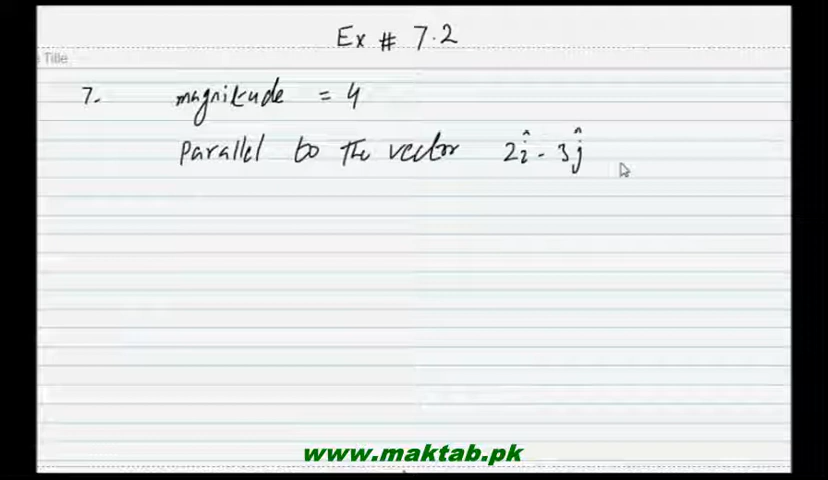 Ex # 7.2
Title
7. magnitude = 4
Parallel to the vector 2î - 3ĵ
www.maktab.pk